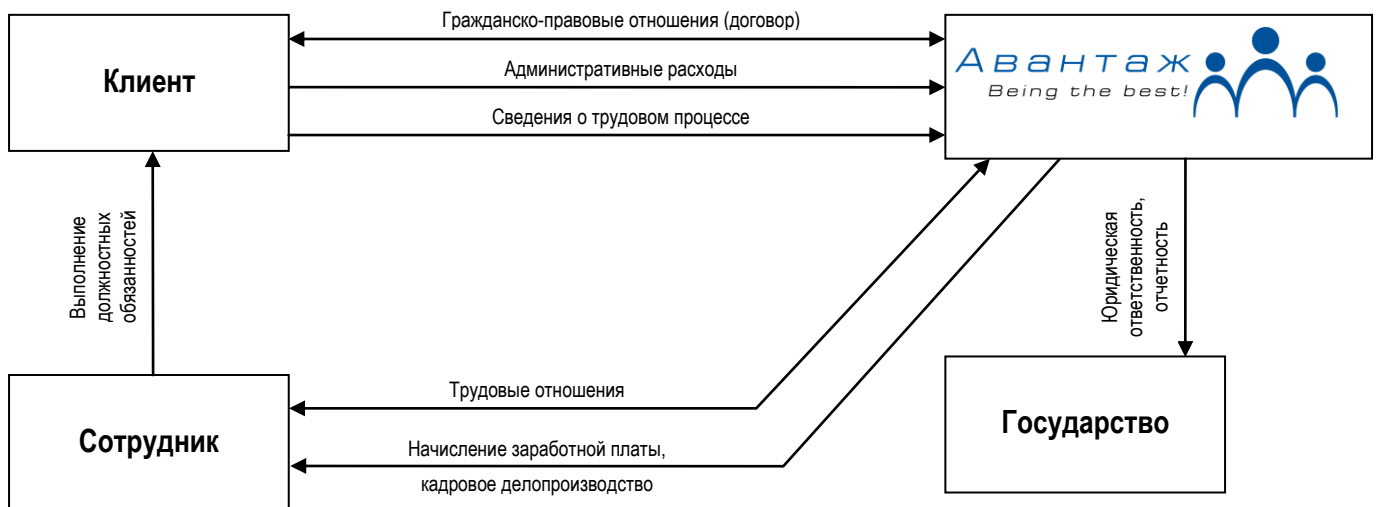 Гражданско-правовые отношения (договор)
Клиент
Авантаж
Being the best!
Административные расходы
Сведения о трудовом процессе
Выполнение
должностных
обязанностей
Юридическая
ответственность,
отчетность
Трудовые отношения
Сотрудник
Государство
Начисление заработной платы,
кадровое делопроизводство